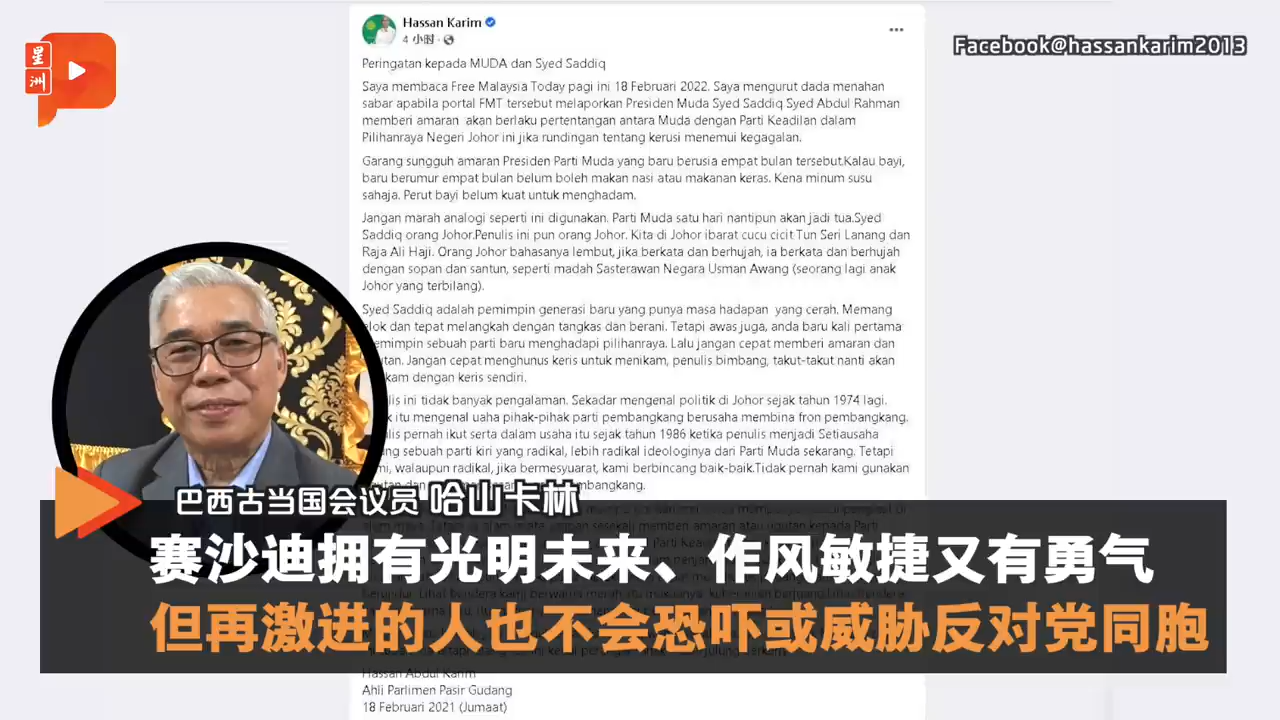 星洲
Facebook@hassankarim2013
Hassan Karim
4 小时
Peringatan kepada MUDA dan Syed Saddiq
Saya membaca Free Malaysia Today pagi ini 18 Februari 2022. Saya mengurut dada menahan
sabar apabila portal FMT tersebut melaporkan Presiden Muda Syed Saddiq Syed Abdul Rahman
memberi amaran akan berlaku pertentangan antara Muda dengan Parti Keadilan dalam
Pilihanraya Negeri Johor ini jika rundingan tentang kerusi menemui kegagalan.
Garang sungguh amaran Presiden Parti Muda yang baru berusia empat bulan tersebut.Kalau bayi,
baru berumur empat bulan belum boleh makan nasi atau makanan keras. Kena minum susu
sahaja. Perut bayi belum kuat untuk menghadam.
Jangan marah analogi seperti ini digunakan. Parti Muda satu hari nantipun akan jadi tua.Syed
Saddiq orang Johor.Penulis ini pun orang Johor. Kita di Johor ibarat cucu cicit Tun Seri Lanang dan
Raja Ali Haji. Orang Johor bahasanya lembut, jika berkata dan berhujah, ia berkata dan berhujah
dengan sopan dan santun, seperti madah Sasterawan Negara Usman Awang (seorang lagi anak
Johor yang terbilang).
Syed Saddiq adalah pemimpin generasi baru yang punya masa hadapan yang cerah. Memang
elok dan tepat melangkah dengan tangkas dan berani. Tetapi awas juga, anda baru kali pertama
memimpin sebuah parti baru menghadapi pilihanraya. Lalu jangan cepat memberi amaran dan
utan. Jangan cepat menghunus keris untuk menikam, penulis bimbang, takut-takut nanti akan
kam dengan keris sendiri.
ulis ini tidak banyak pengalaman. Sekadar mengenal politik di Johor sejak tahun 1974 lagi.
k itu mengenal uaha pihak-pihak parti pembangkang berusaha membina fron pembangkang.
ulis pernah ikut serta dalam usaha itu sejak tahun 1986 ketika penulis menjadi Setiausaha
ng sebuah parti kiri yang radikal, lebih radikal ideologinya dari Parti Muda sekarang. Tetapi
mi, walaupun radikal, jika bermesyuarat, kami berbincang baik-baik.Tidak pernah kami gunakan
巴西古当国会议员 哈山卡林
赛沙迪拥有光明未来、作风敏捷又有勇气
但再激进的人也不会恐吓或威胁反对党同胞
Hassan Abdul Karim
Ahli Parlimen Pasir Gudang
18 Februari 2021 (Jumaat)